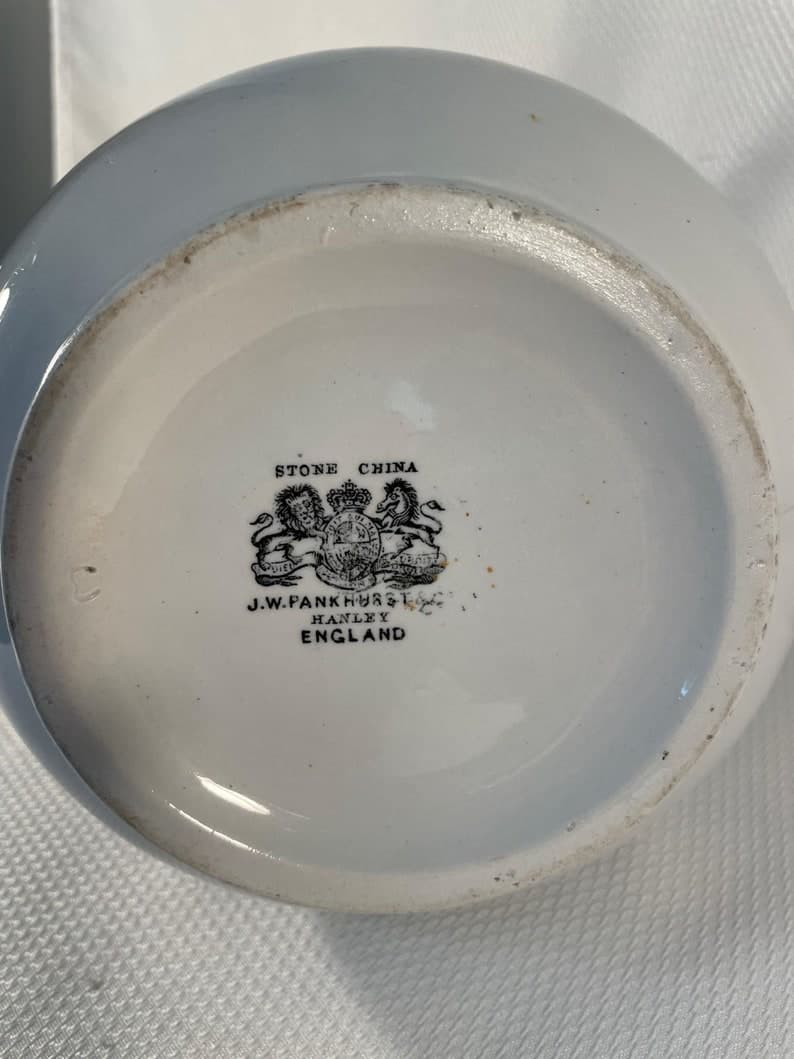 STONE CHINA
J.W.PANKHURST & Co
HANLEY
ENGLAND